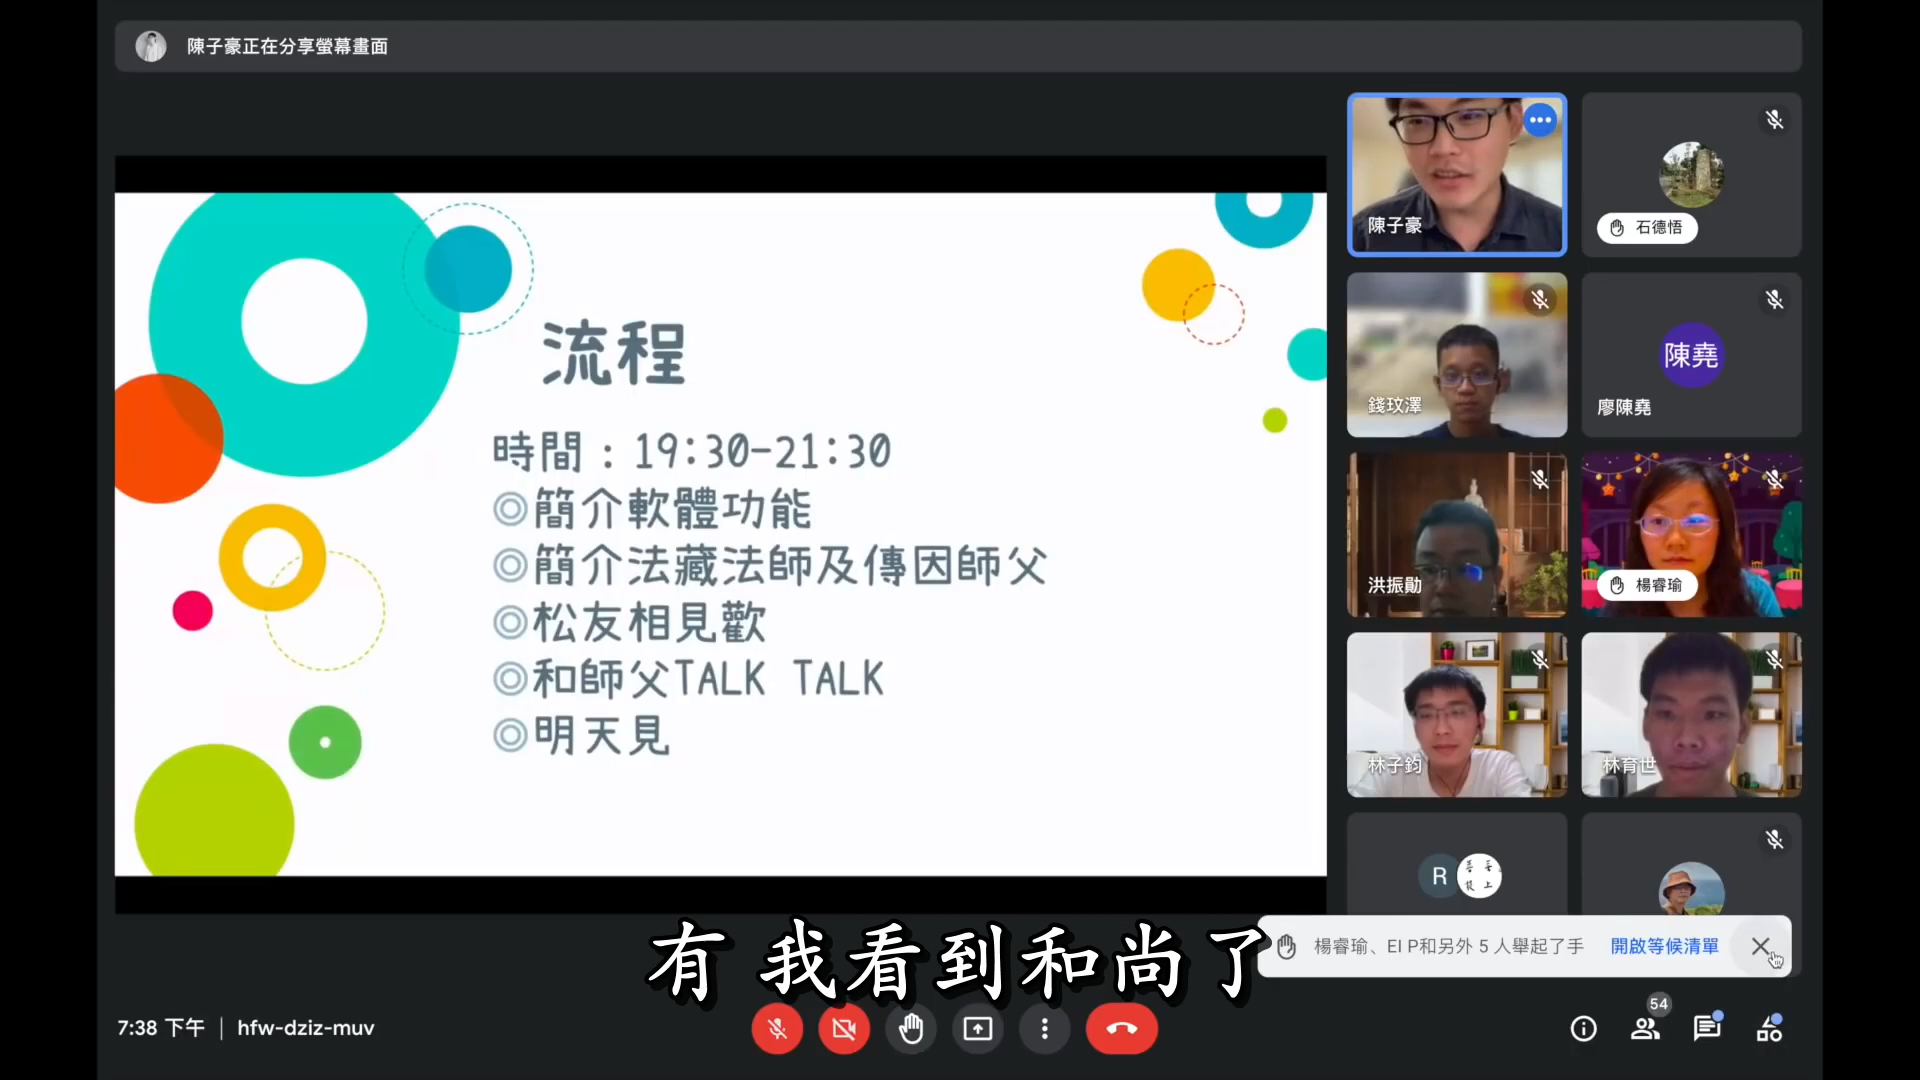 陳子豪正在分享螢幕畫面
流程
時間：19:30-21:30
◎簡介軟體功能
◎簡介法藏法師及傳因師父
◎松友相見歡
◎和師父TALK TALK
◎明天見
陳子豪
石德悟
錢玟澤
陳堯
廖陳堯
洪振勛
楊睿瑜
林子鈞
林育世
R
楊睿瑜、EI P和另外 5 人舉起了手
開啟等候清單
有 我看到和尚了
7:38 下午 | hfw-dziz-muv
54